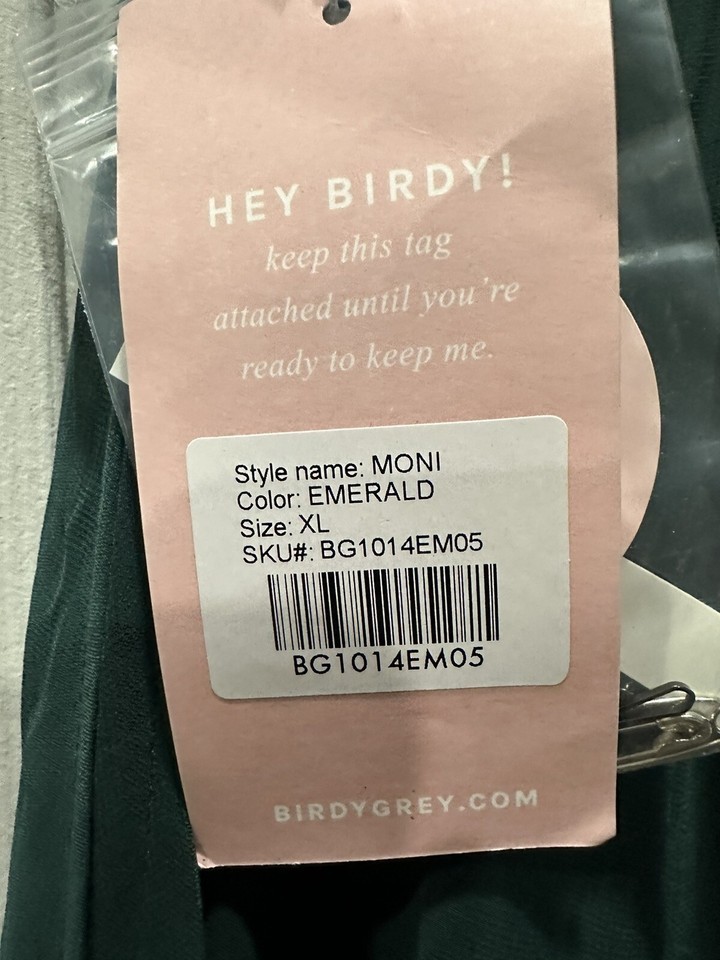 HEY BIRDY!
keep this tag
attached until you're
ready to keep me.
Style name: MONI
Color: EMERALD
Size: XL
SKU#: BG1014EM05
BG1014EM05
BIRDYGREY.COM